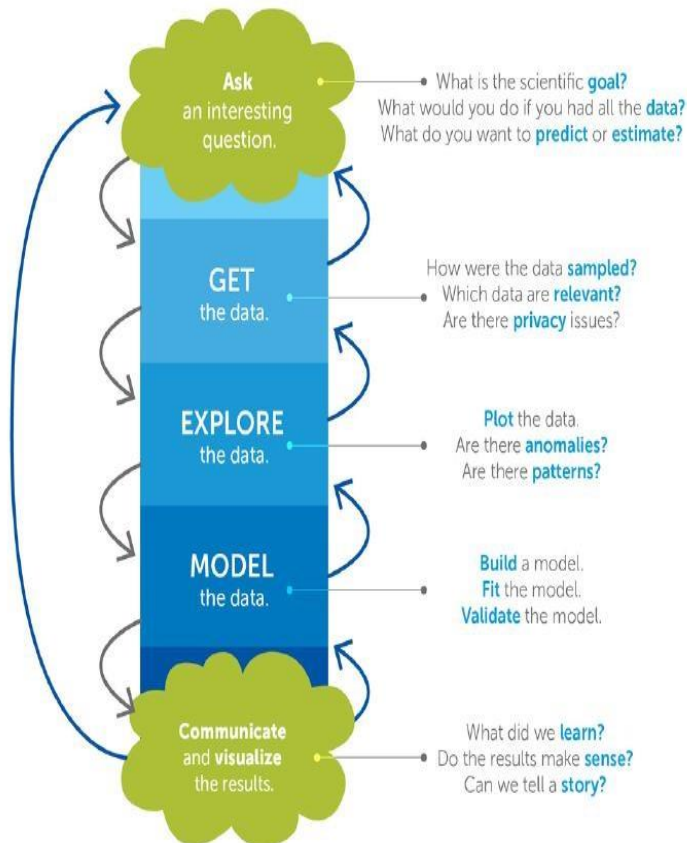 Ask
an interesting
question.
What is the scientific goal?
What would you do if you had all the data?
What do you want to predict or estimate?
GET
the data.
How were the data sampled?
Which data are relevant?
Are there privacy issues?
EXPLORE
the data.
Plot the data.
Are there anomalies?
Are there patterns?
MODEL
the data.
Build a model.
Fit the model.
Validate the model.
Communicate
and visualize
the results.
What did we learn?
Do the results make sense?
Can we tell a story?